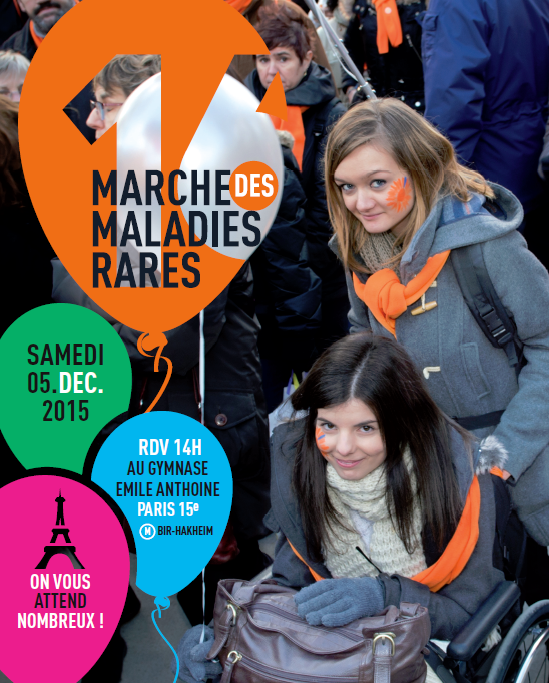 MARCHE DES
MALADIES
RARES
SAMEDI
05.DEC.
2015
RDV 14H
AU GYMNASE
EMILE ANTHOINE
PARIS 15e
M BIR-HAKHEIM
ON VOUS
ATTEND
NOMBREUX !